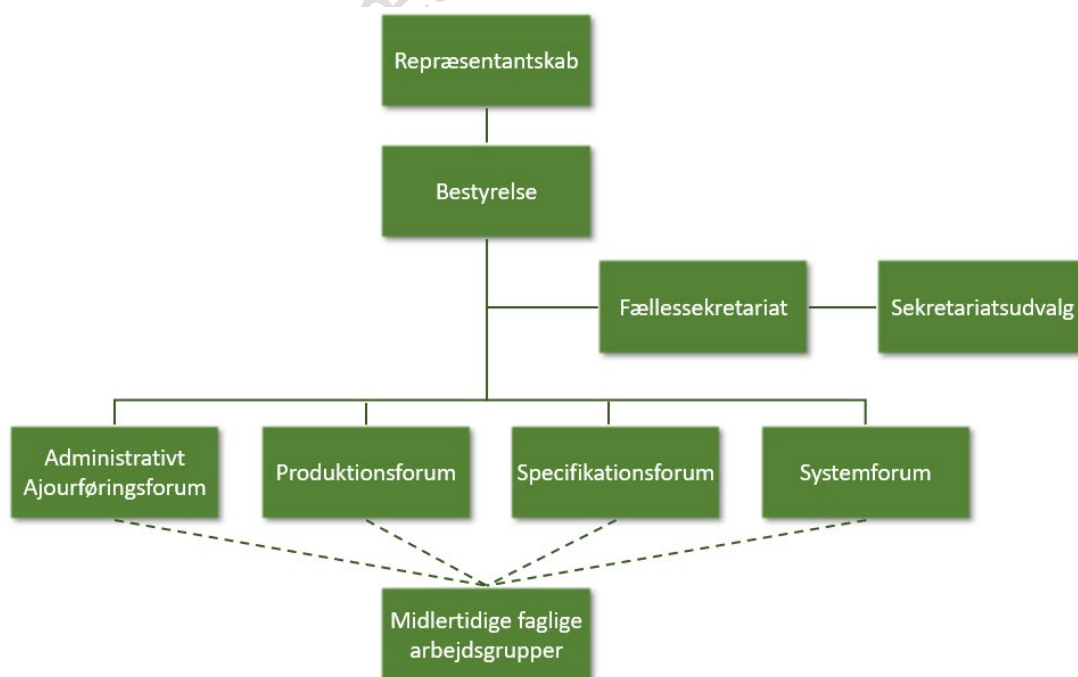 Repræsentantskab
Bestyrelse
Fællessekretariat
Sekretariatsudvalg
Administrativt
Ajourføringsforum
Produktionsforum
Specifikationsforum
Systemforum
Midlertidige faglige
arbejdsgrupper